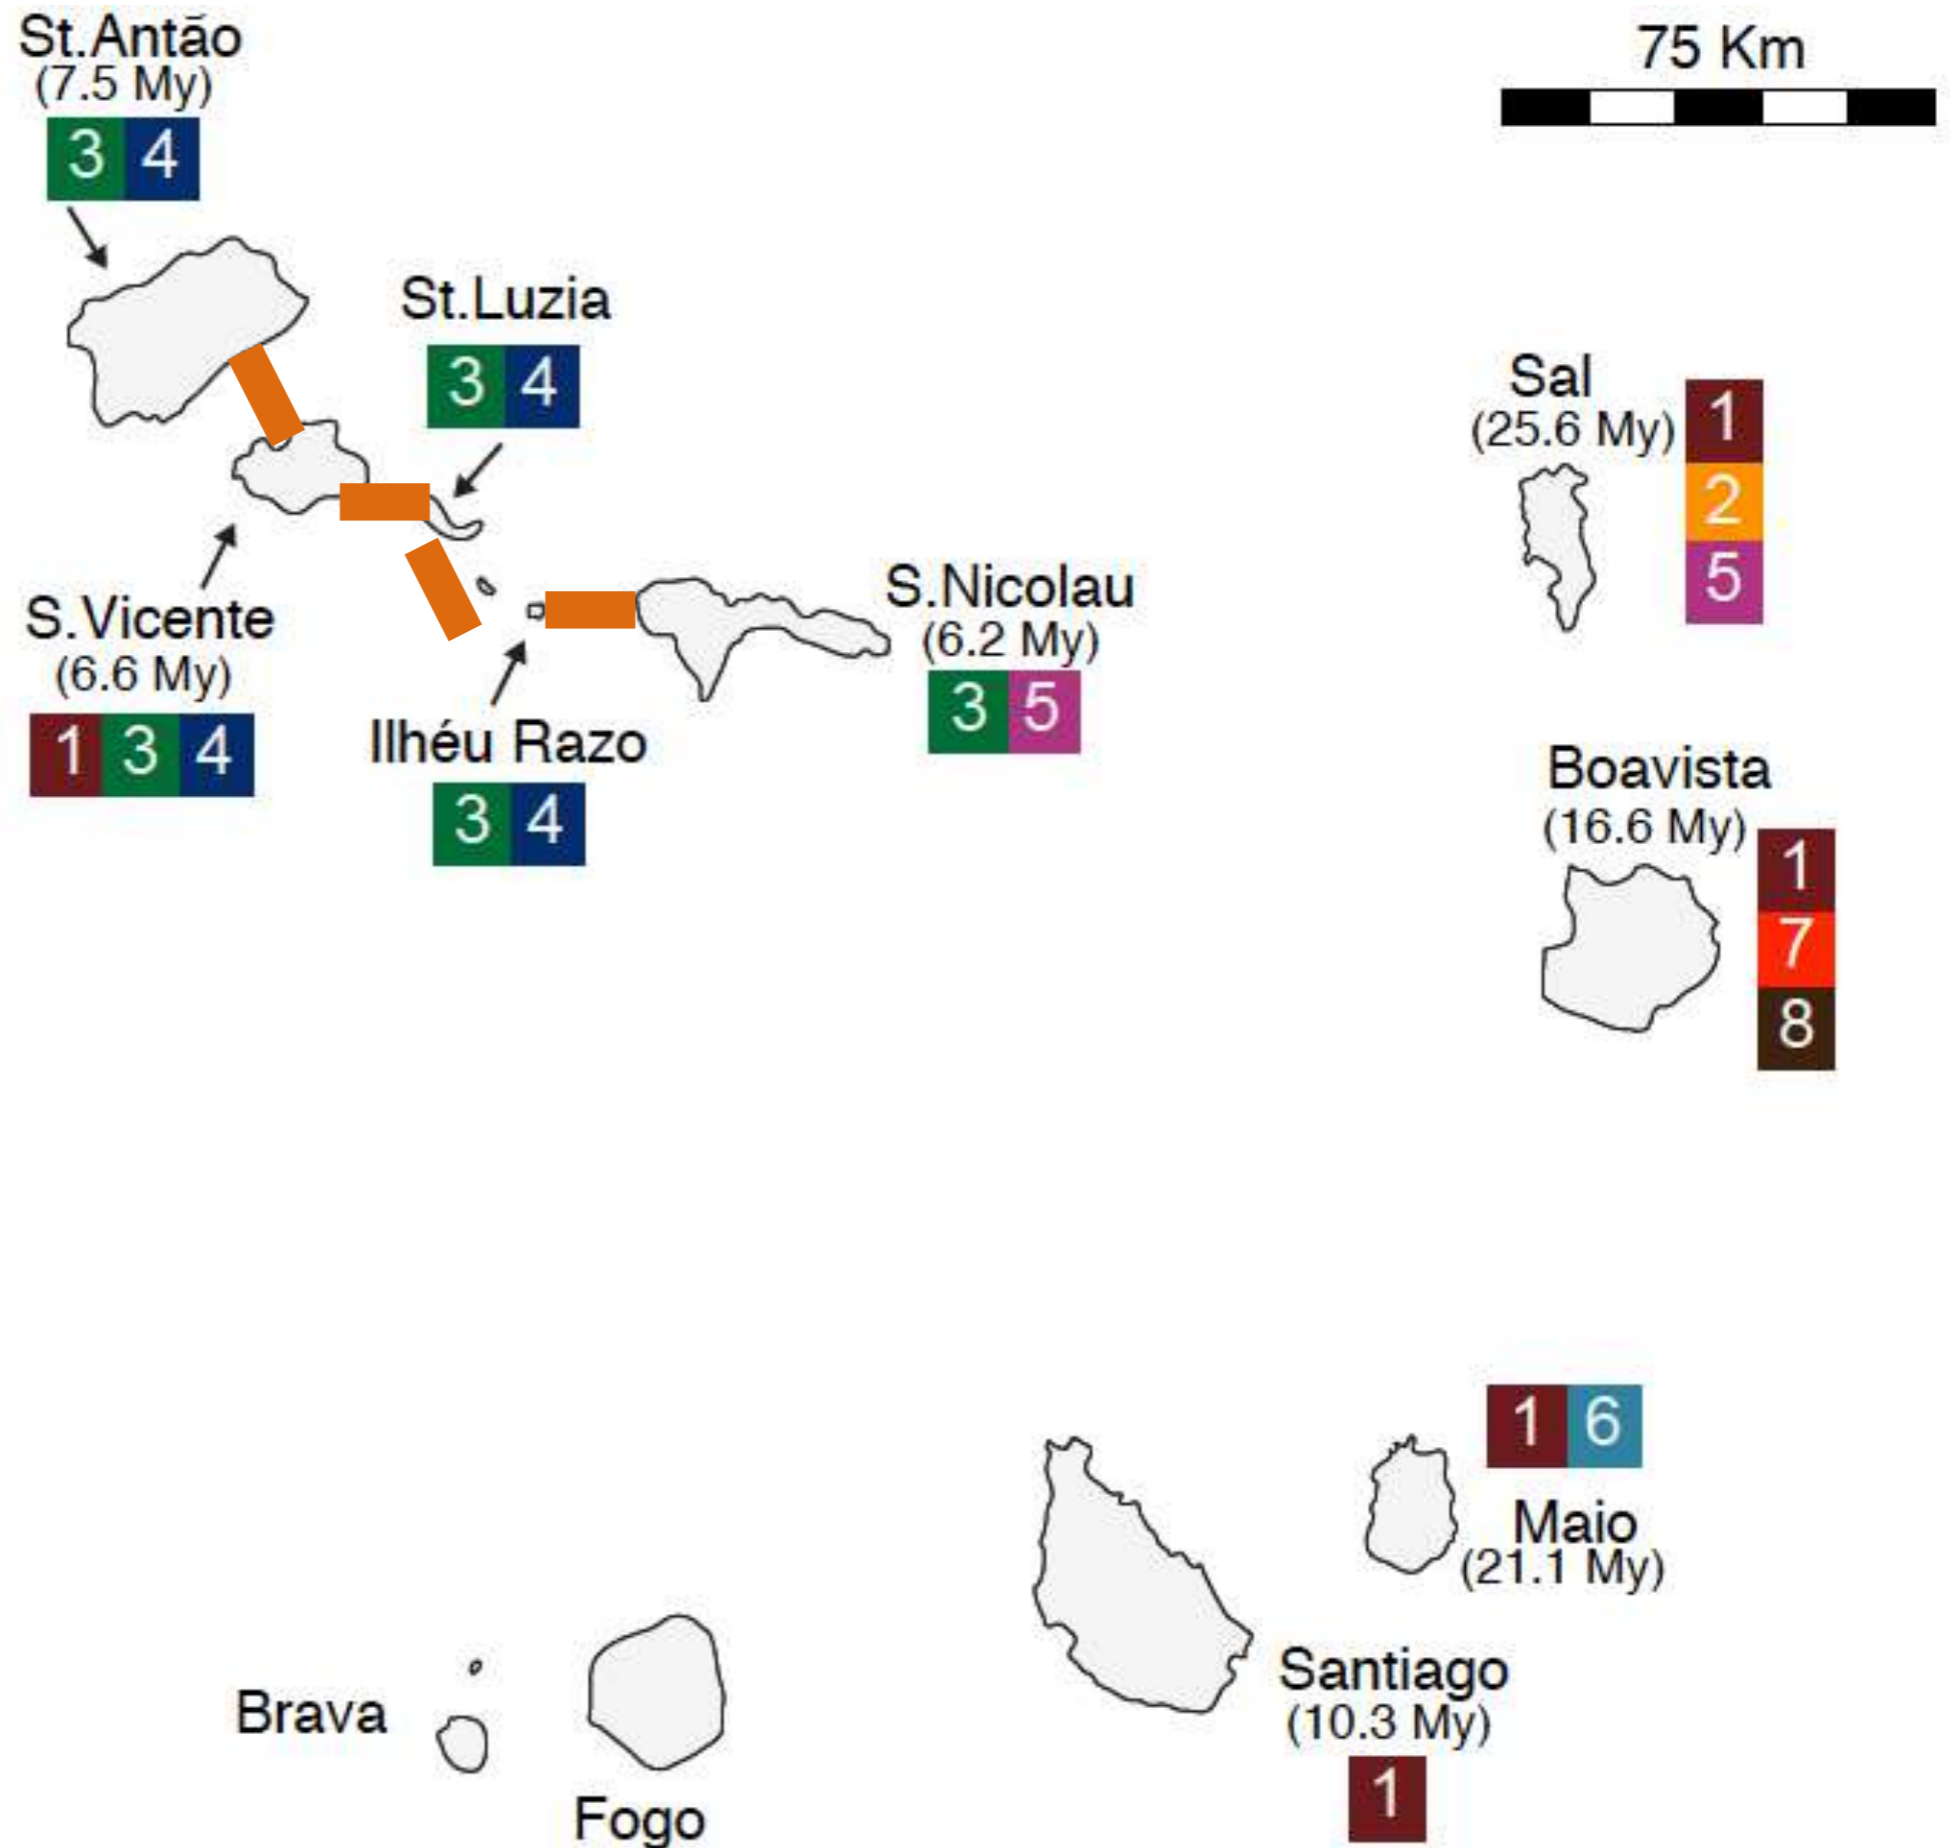 St.Antão
(7.5 My)
3 4
75 Km
St.Luzia
3 4
S.Vicente
(6.6 My)
1 3 4
Ilhéu Razo
3 4
S.Nicolau
(6.2 My)
3 5
Sal
(25.6 My)
1
2
5
Boavista
(16.6 My)
1
7
8
1 6
Maio
(21.1 My)
Santiago
(10.3 My)
1
Brava
Fogo